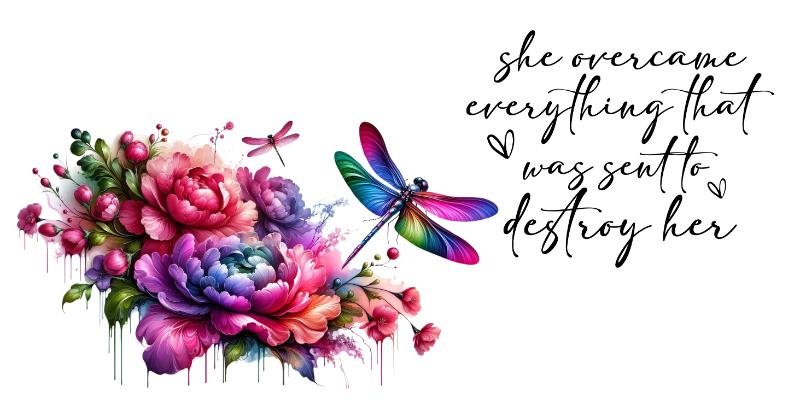 she overcame
everything that
was sent to
destroy her